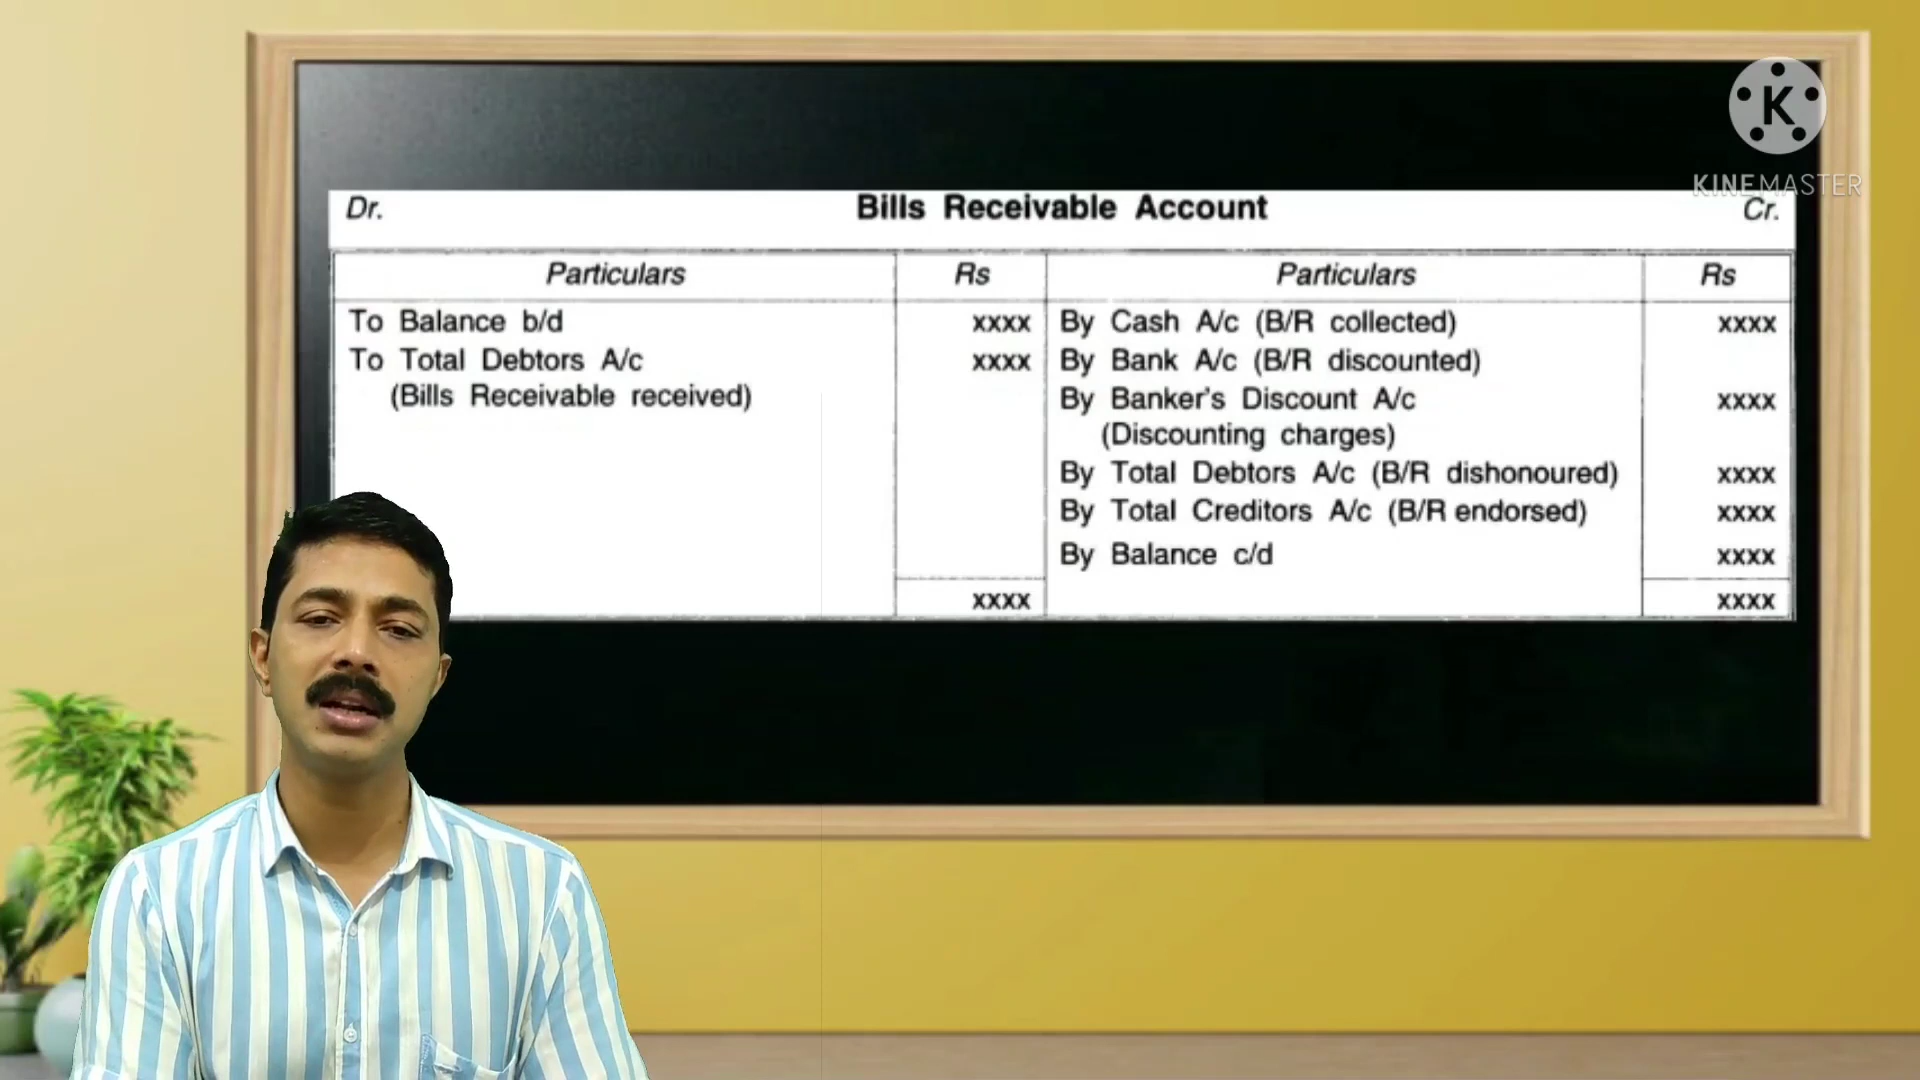 K
KINEMASTER
Dr. Bills Receivable Account Cr.
Particulars Rs Particulars Rs
To Balance b/d xxxx By Cash A/c (B/R collected) xxxx
To Total Debtors A/c xxxx By Bank A/c (B/R discounted)
(Bills Receivable received) By Banker's Discount A/c xxxx
(Discounting charges)
By Total Debtors A/c (B/R dishonoured) xxxx
By Total Creditors A/c (B/R endorsed) xxxx
By Balance c/d xxxx
xxxx xxxx